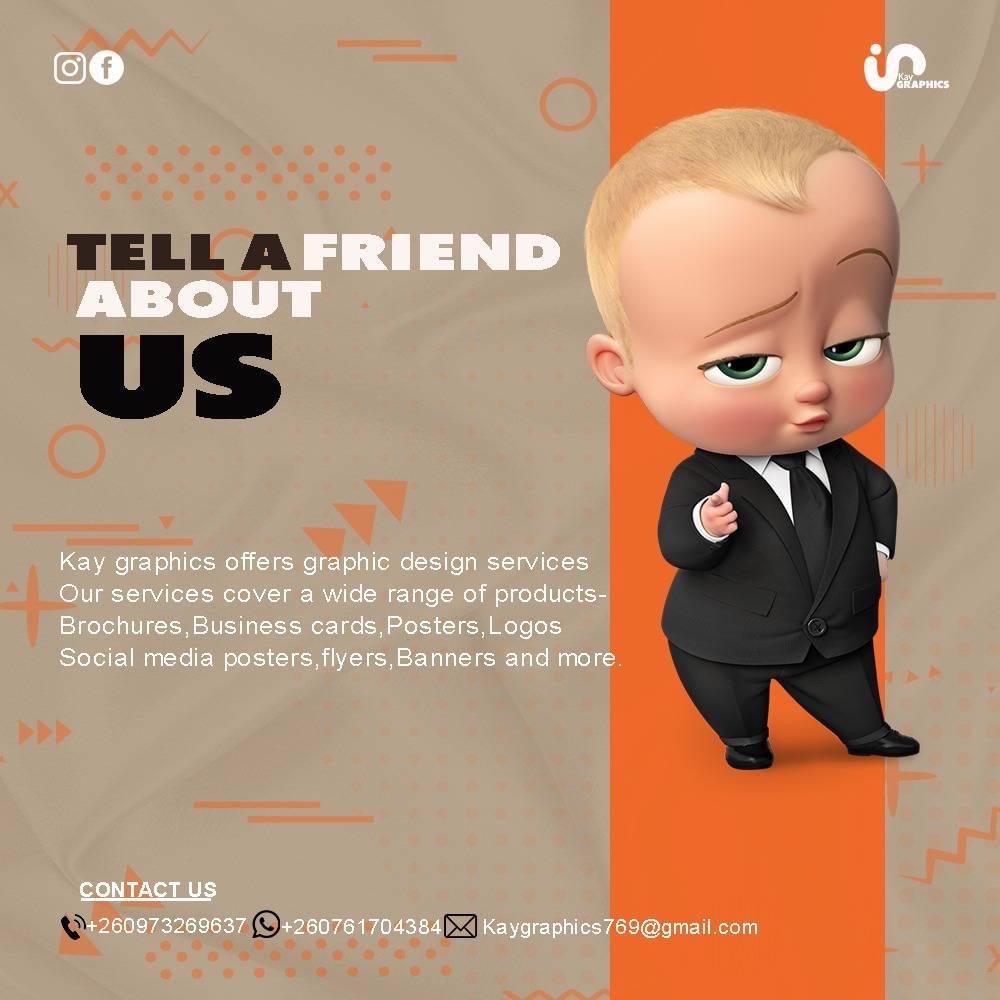 Kay
GRAPHICS
TELL A FRIEND
ABOUT
US
Kay graphics offers graphic design services
Our services cover a wide range of products-
Brochures,Business cards,Posters,Logos
Social media posters,flyers,Banners and more.
CONTACT US
+260973269637 +260761704384 Kaygraphics769@gmail.com